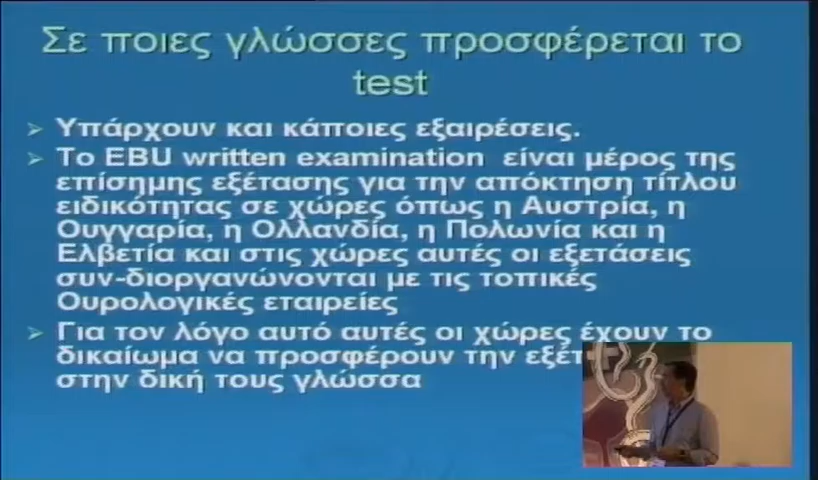 Σε ποιες γλώσσες προσφέρεται το
test
Υπάρχουν και κάποιες εξαιρέσεις.
Το EBU written examination είναι μέρος της
επίσημης εξέτασης για την απόκτηση τίτλου
ειδικότητας σε χώρες όπως η Αυστρία, η
Ουγγαρία, η Ολλανδία, η Πολωνία και η
Ελβετία και στις χώρες αυτές οι εξετάσεις
συν-διοργανώνονται με τις τοπικές
Ουρολογικές εταιρείες
Για τον λόγο αυτό αυτές οι χώρες έχουν το
δικαίωμα να προσφέρουν την
στην δική τους γλώσσα